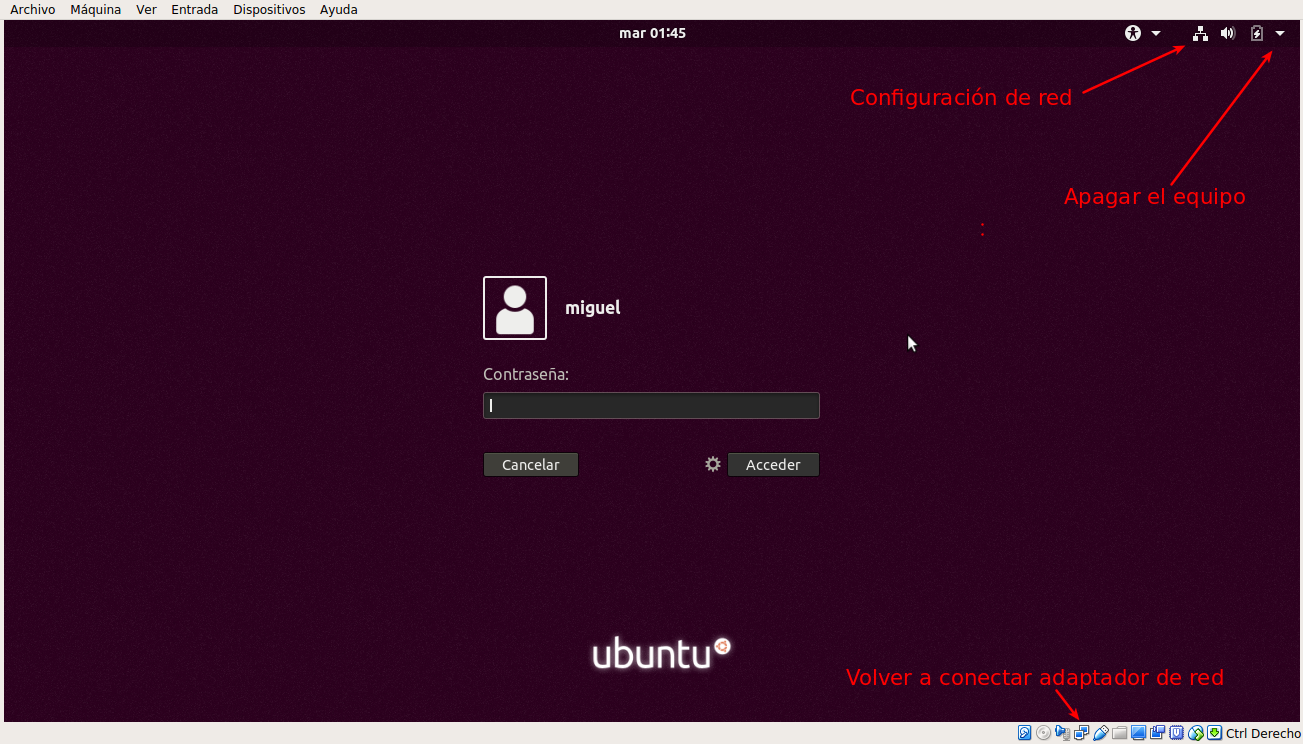 Archivo Máquina Ver Entrada Dispositivos Ayuda
mar 01:45
Configuración de red
Apagar el equipo
:
miguel
Contraseña:
Cancelar
Acceder
ubuntu
Volver a conectar adaptador de red
Ctrl Derecho